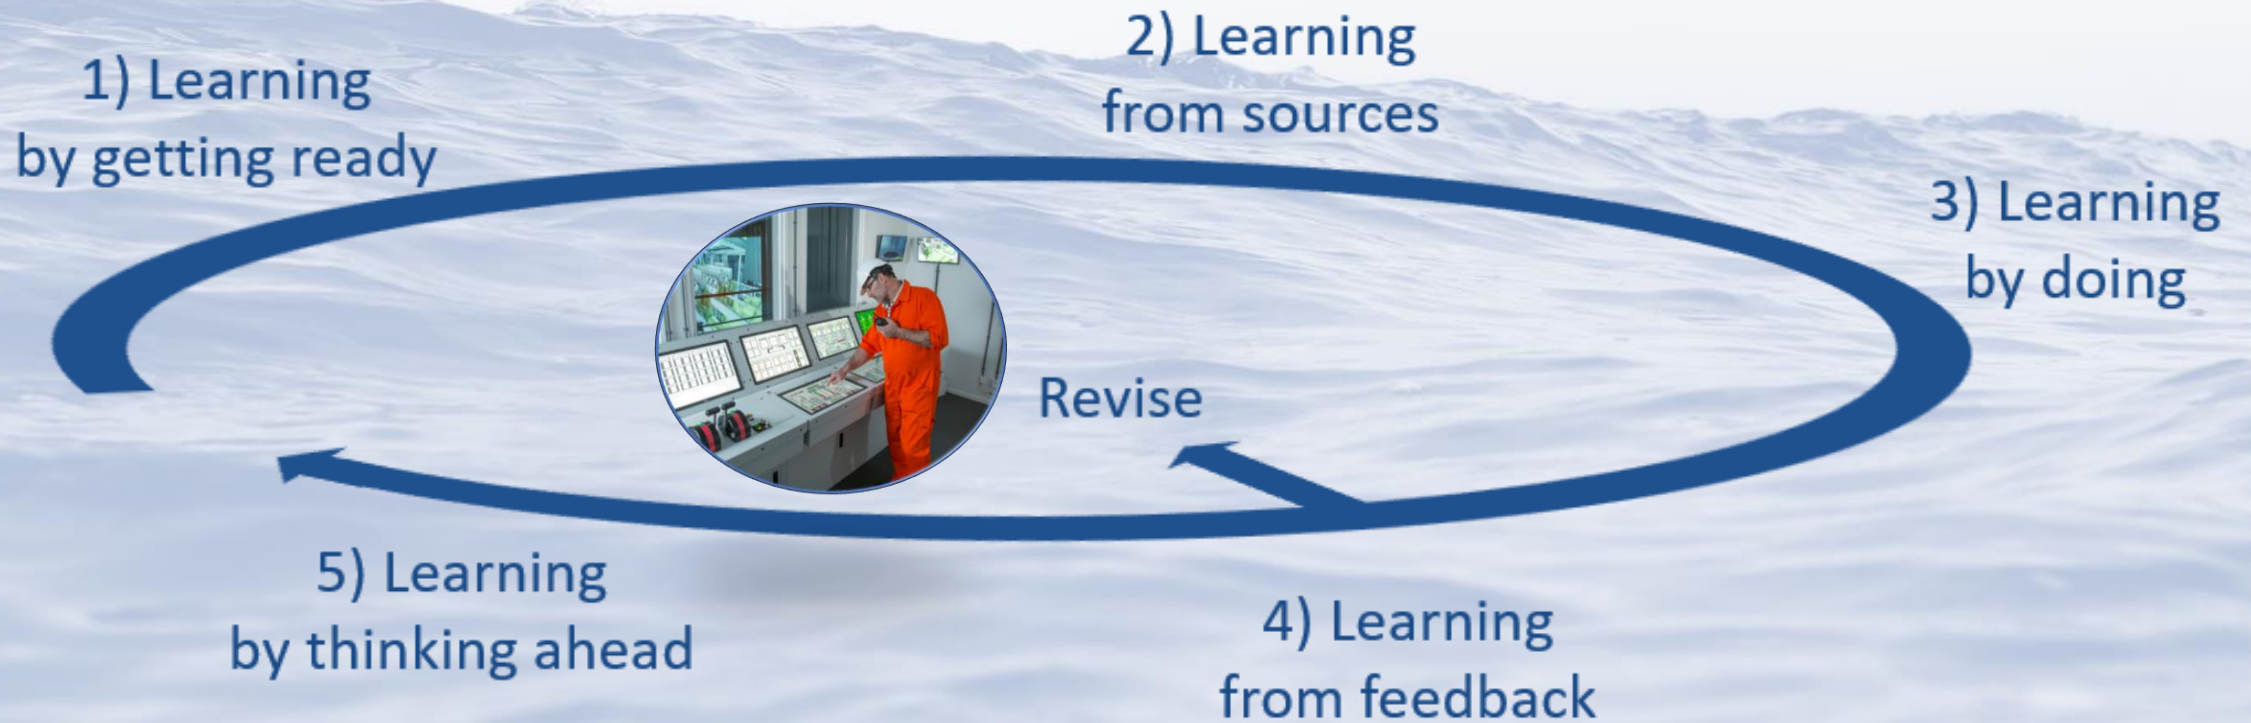 1) Learning
by getting ready
2) Learning
from sources
3) Learning
by doing
Revise
4) Learning
from feedback
5) Learning
by thinking ahead